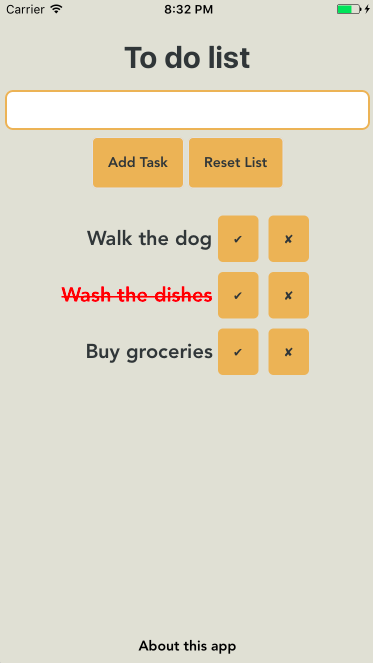 Carrier 8:32 PM
To do list
Add Task Reset List
Walk the dog ✔ ✘
Wash the dishes ✔ ✘
Buy groceries ✔ ✘
About this app